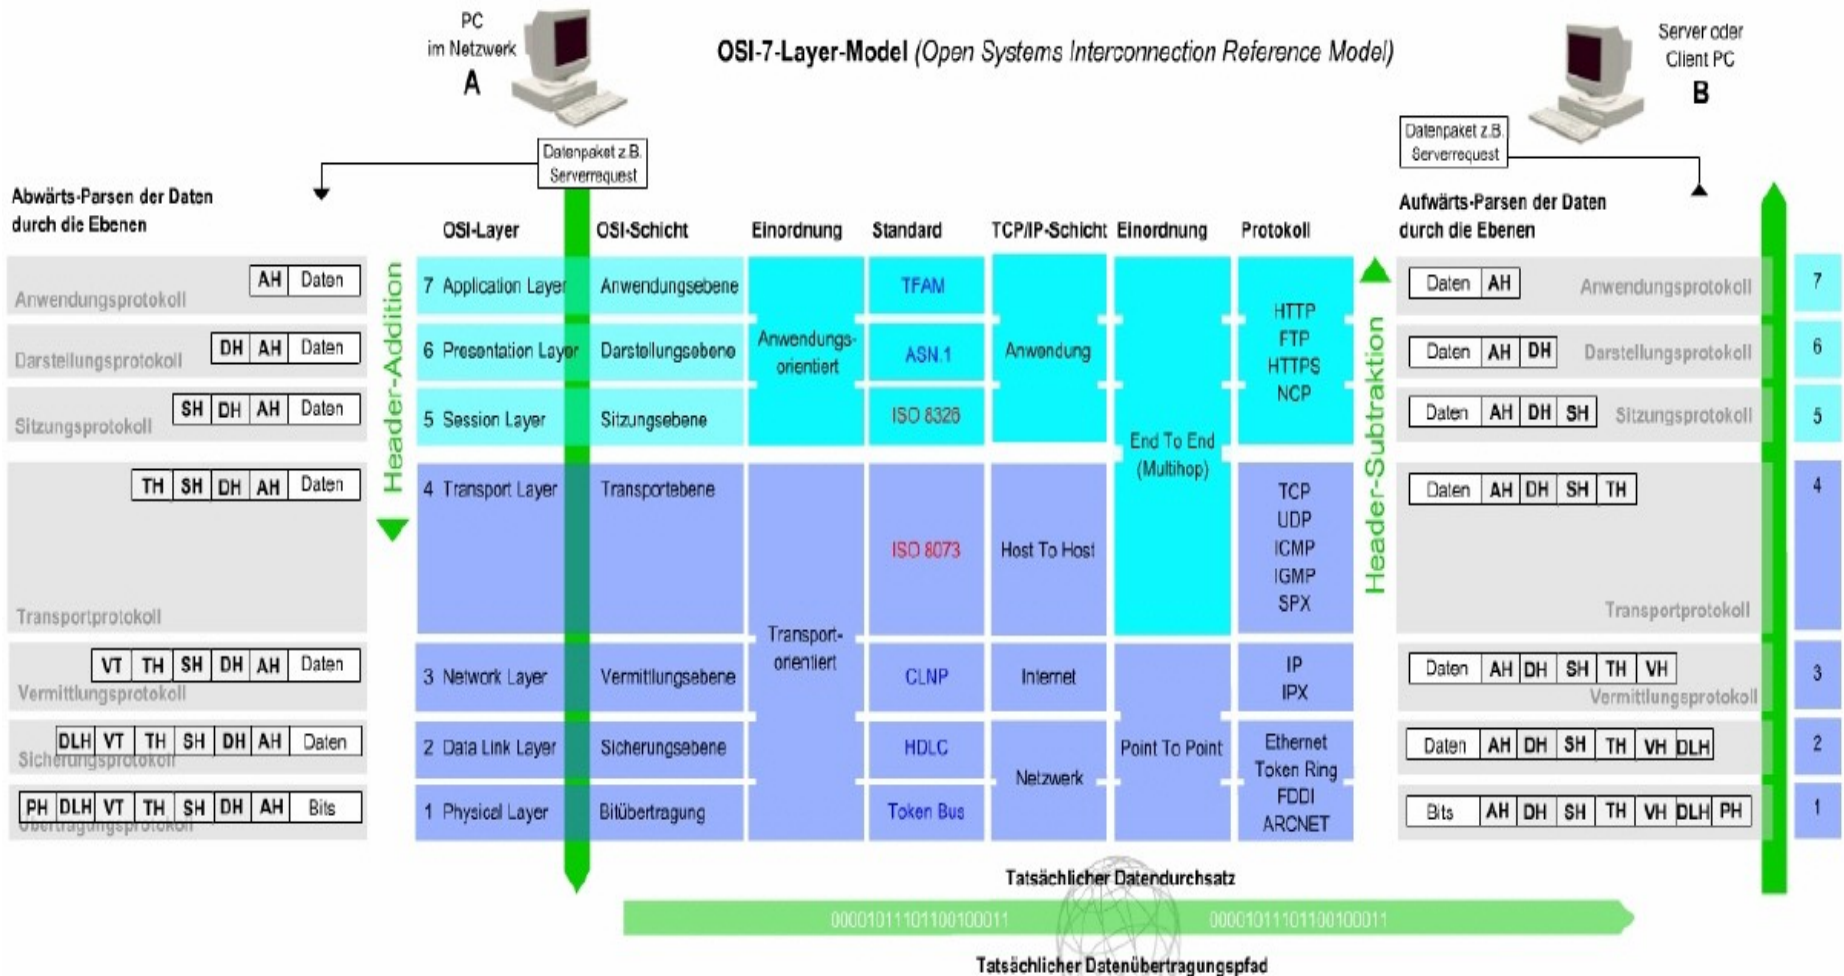 PC
im Netzwerk
A
OSI-7-Layer-Model (Open Systems Interconnection Reference Model)
Server oder
Client PC
B
Datenpaket z.B.
Serverrequest
Datenpaket z.B.
Serverrequest
Abwärts-Parsen der Daten
durch die Ebenen
Aufwärts-Parsen der Daten
durch die Ebenen
OSI-Layer OSI-Schicht Einordnung Standard TCP/IP-Schicht Einordnung Protokoll
AH Daten
Anwendungsprotokoll
DH AH Daten
Darstellungsprotokoll
SH DH AH Daten
Sitzungsprotokoll
TH SH DH AH Daten
Transportprotokoll
VT TH SH DH AH Daten
Vermittlungsprotokoll
DLH VT TH SH DH AH Daten
Sicherungsprotokoll
PH DLH VT TH SH DH AH Bits
Übertragungsprotokoll
Header-Addition
7 Application Layer Anwendungsebene
6 Presentation Layer Darstellungsebene
5 Session Layer Sitzungsebene
4 Transport Layer Transportebene
3 Network Layer Vermittlungsebene
2 Data Link Layer Sicherungsebene
1 Physical Layer Bitübertragung
Anwendungs-
orientiert
Transport-
orientiert
TFAM
ASN.1
ISO 8326
ISO 8073
CLNP
HDLC
Token Bus
Anwendung
Host To Host
Internet
Netzwerk
End To End
(Multihop)
Point To Point
HTTP
FTP
HTTPS
NCP
TCP
UDP
ICMP
IGMP
SPX
IP
IPX
Ethernet
Token Ring
FDDI
ARCNET
Header-Subtraktion
Daten AH Anwendungsprotokoll 7
Daten AH DH Darstellungsprotokoll 6
Daten AH DH SH Sitzungsprotokoll 5
Daten AH DH SH TH 4
Transportprotokoll
Daten AH DH SH TH VH 3
Vermittlungsprotokoll
Daten AH DH SH TH VH DLH 2
Bits AH DH SH TH VH DLH PH 1
Tatsächlicher Datendurchsatz
00001011101100100011 00001011101100100011
Tatsächlicher Datenübertragungspfad